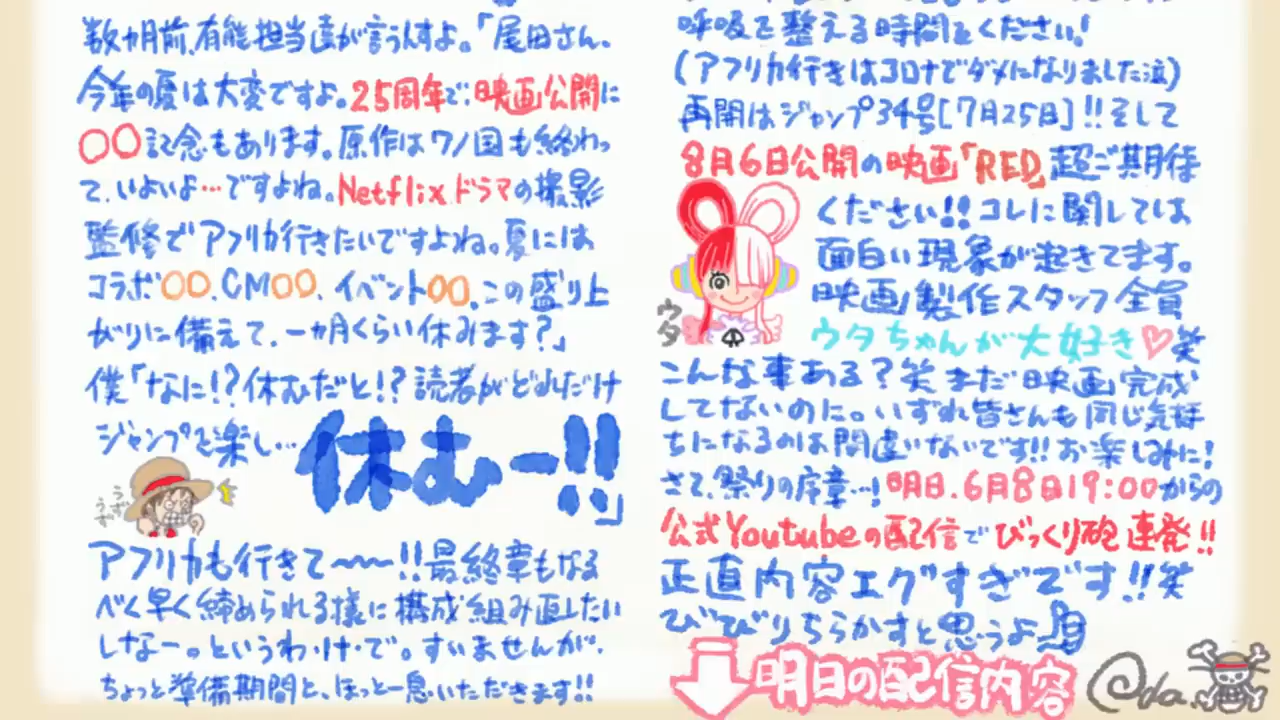 数カ月前、有能担当達が言うんすよ。「尾田さん、
今年の夏は大変ですよ。25周年で、映画公開に
〇〇記念もあります。原作はワノ国も終わっ
て、いよいよ…ですよね。Netflixドラマの撮影
監修でアフリカ行きたいですよね。夏には
コラボ〇〇、CM〇〇、イベント〇〇。この盛り上
がりに備えて、一カ月くらい休みます？」
僕「なに!?休むだと!?読者がどれだけ
ジャンプを楽し…休むーー!!」
うずうず
アフリカも行きて〜〜!!最終章もなる
べく早く締められる様に構成組み直したい
しなーっというわ・け・で。すいませんが、
ちょっと準備期間と、ほっと一息いただきます!!
呼吸を整える時間をください!
(アフリカ行きはコロナでダメになりました泣)
再開はジャンプ34号[7月25日]!!そして
8月6日公開の映画「RED」超ご期待
ください!!コレに関しては
面白い現象が起きてます。
映画製作スタッフ全員
ウタちゃんが大好き♡笑
ウタ
こんな事ある？笑 まだ映画完成
してないのに。いずれ皆さんも同じ気持
ちになるのは間違いないです!!お楽しみに!
さて、祭りの序章…!明日、6月8日19:00からの
公式Youtubeの配信でびっくり砲連発!!
正直内容エグすぎです!!笑
びびりちらかすと思うよ
明日の配信内容
Oda.